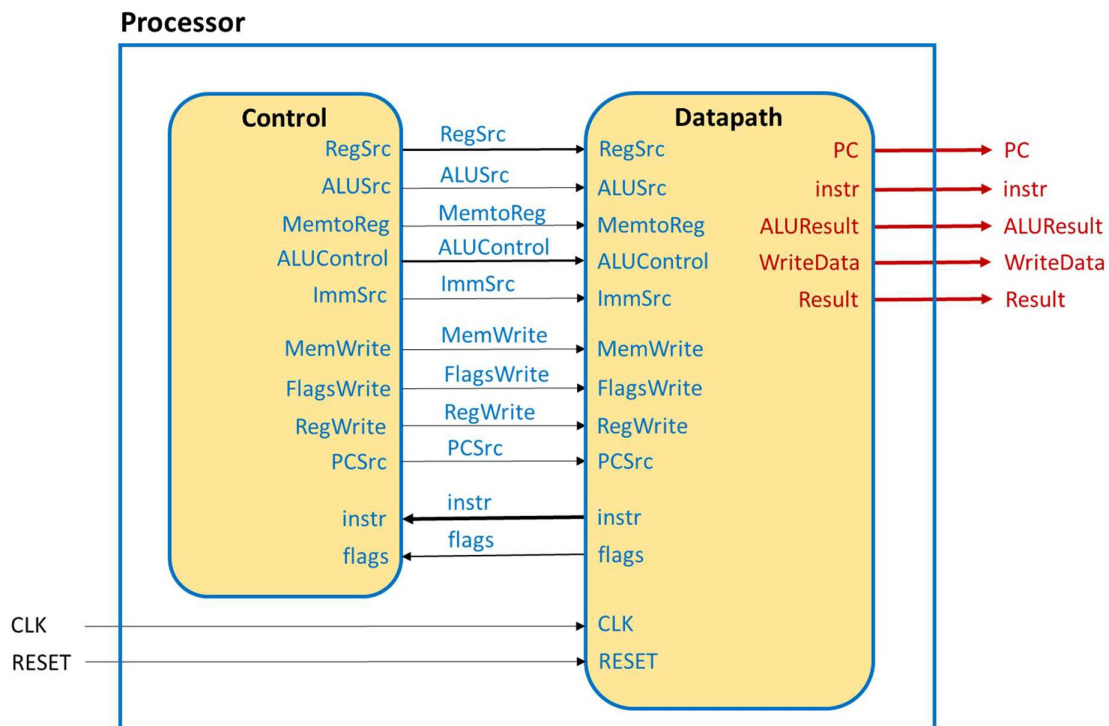 Processor
Control
Datapath
RegSrc
RegSrc
RegSrc
PC
PC
ALUSrc
ALUSrc
ALUSrc
instr
instr
MemtoReg
MemtoReg
MemtoReg
ALUResult
ALUResult
ALUControl
ALUControl
ALUControl
WriteData
WriteData
ImmSrc
ImmSrc
ImmSrc
Result
Result
MemWrite
MemWrite
MemWrite
FlagsWrite
FlagsWrite
FlagsWrite
RegWrite
RegWrite
RegWrite
PCSrc
PCSrc
PCSrc
instr
instr
instr
flags
flags
flags
CLK
CLK
RESET
RESET